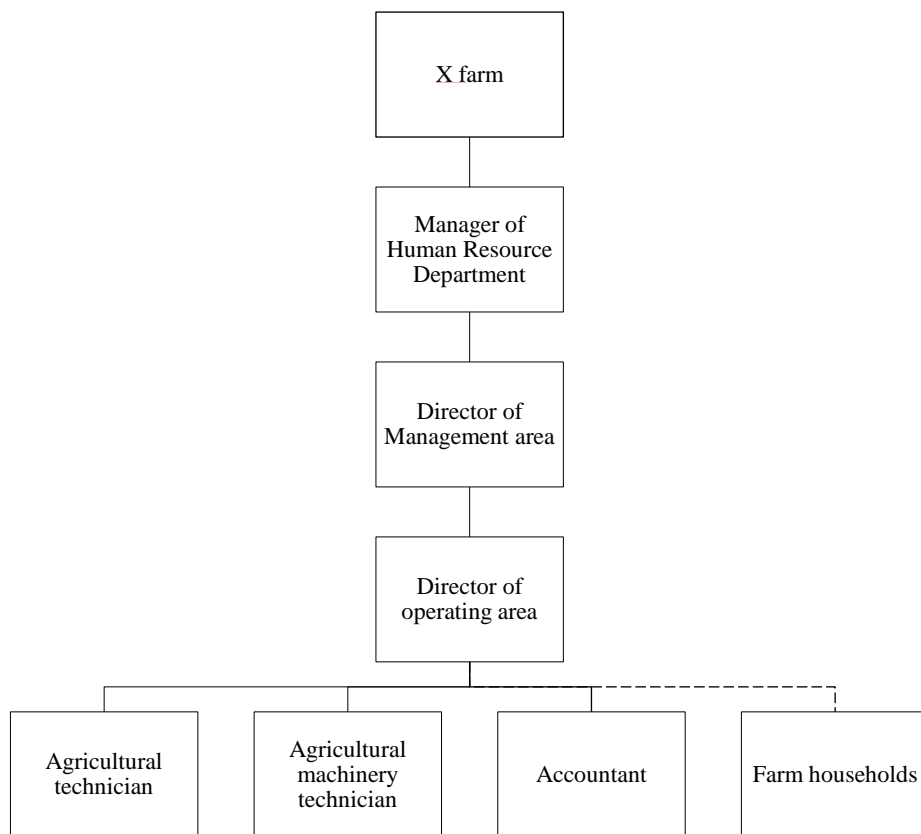 X farm
Manager of
Human Resource
Department
Director of
Management area
Director of
operating area
Agricultural
technician
Agricultural
machinery
technician
Accountant
Farm households